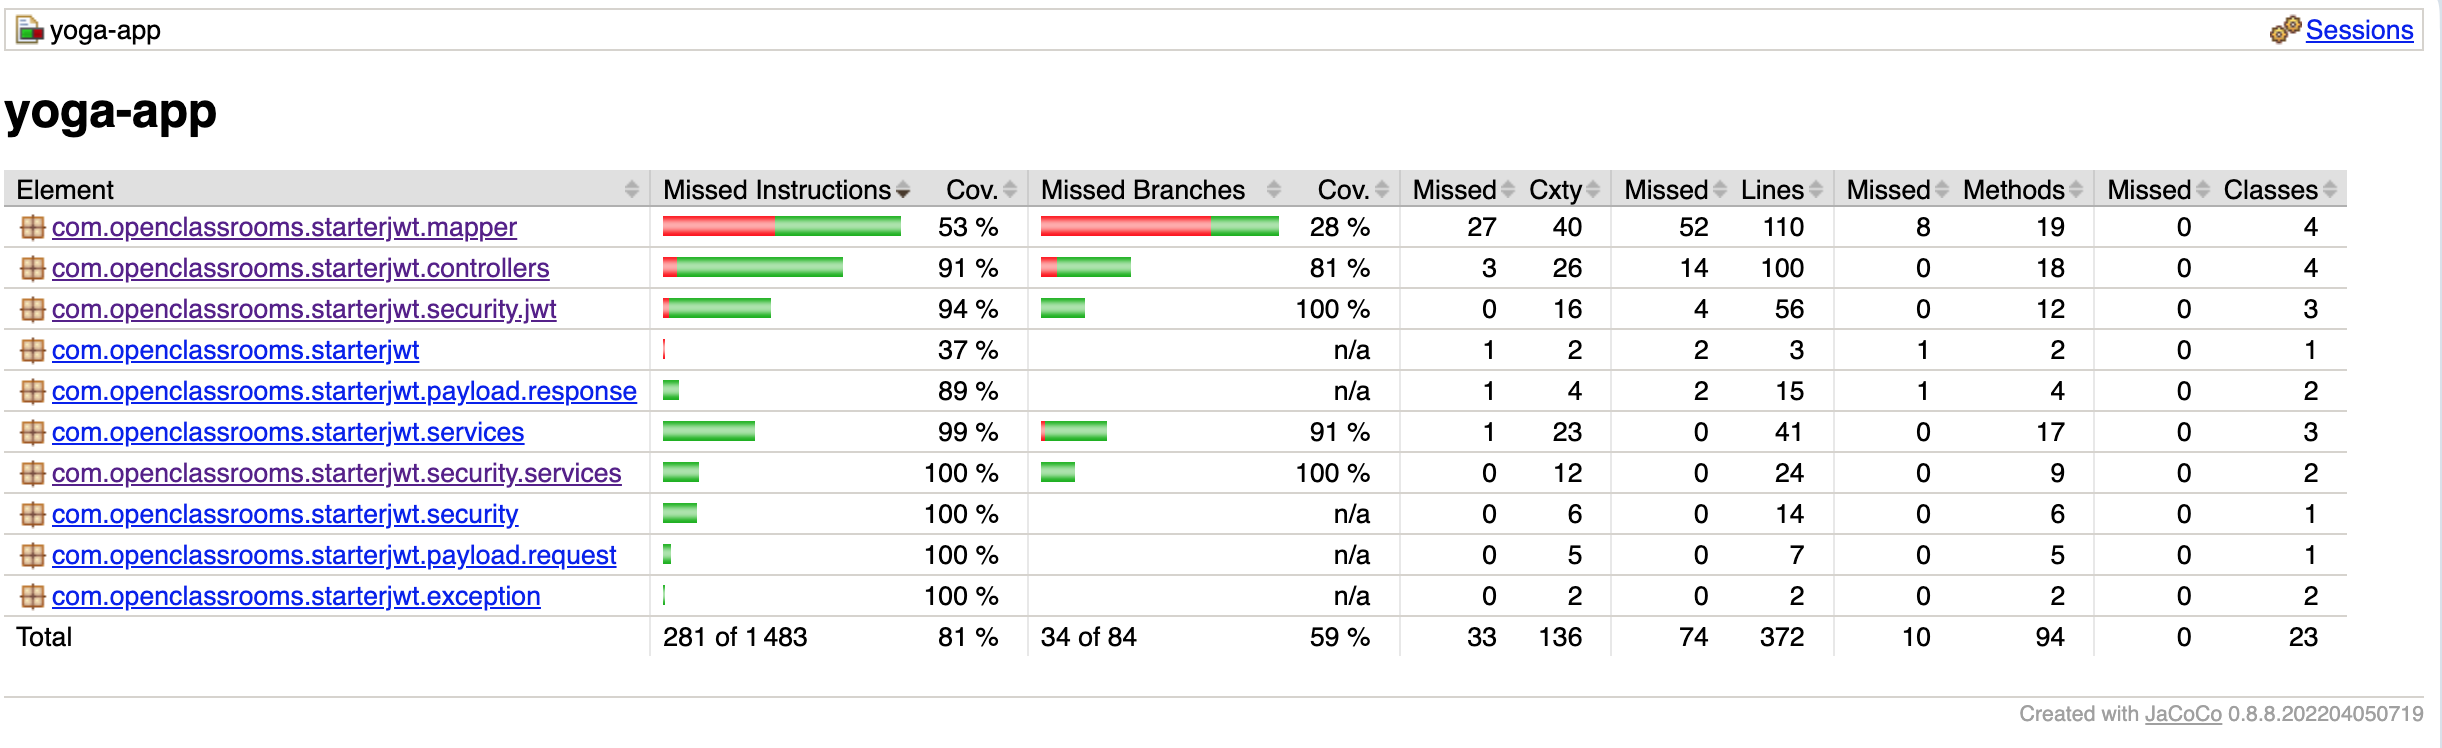 yoga-app Sessions
yoga-app
Element Missed Instructions Cov. Missed Branches Cov. Missed Cxty Missed Lines Missed Methods Missed Classes
com.openclassrooms.starterjwt.mapper 53 % 28 % 27 40 52 110 8 19 0 4
com.openclassrooms.starterjwt.controllers 91 % 81 % 3 26 14 100 0 18 0 4
com.openclassrooms.starterjwt.security.jwt 94 % 100 % 0 16 4 56 0 12 0 3
com.openclassrooms.starterjwt 37 % n/a 1 2 2 3 1 2 0 1
com.openclassrooms.starterjwt.payload.response 89 % n/a 1 4 2 15 1 4 0 2
com.openclassrooms.starterjwt.services 99 % 91 % 1 23 0 41 0 17 0 3
com.openclassrooms.starterjwt.security.services 100 % 100 % 0 12 0 24 0 9 0 2
com.openclassrooms.starterjwt.security 100 % n/a 0 6 0 14 0 6 0 1
com.openclassrooms.starterjwt.payload.request 100 % n/a 0 5 0 7 0 5 0 1
com.openclassrooms.starterjwt.exception 100 % n/a 0 2 0 2 0 2 0 2
Total 281 of 1 483 81 % 34 of 84 59 % 33 136 74 372 10 94 0 23
Created with JaCoCo 0.8.8.202204050719